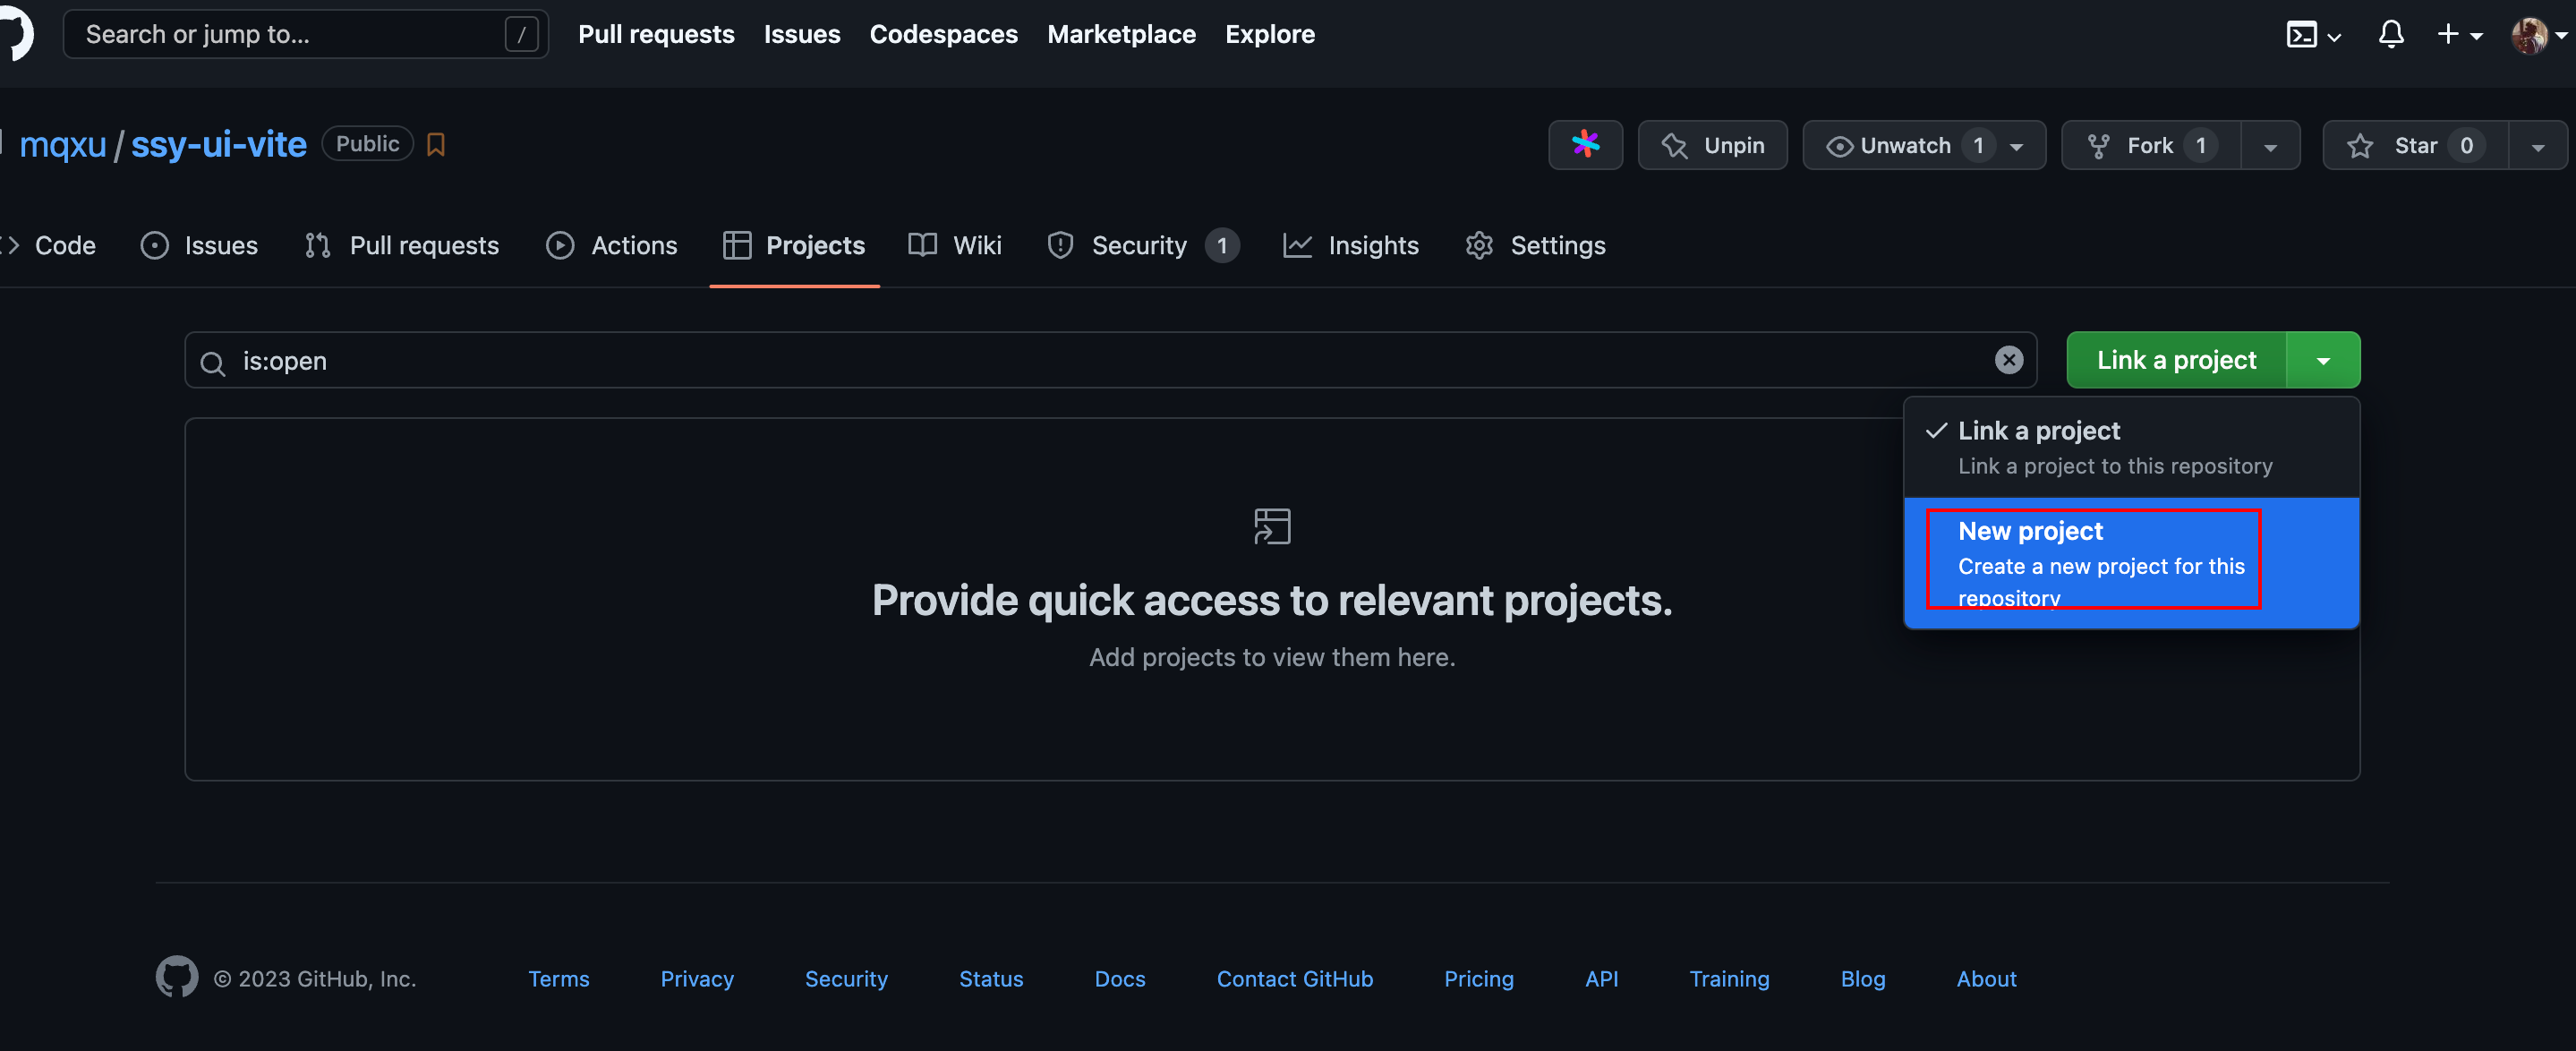 Search or jump to... / Pull requests Issues Codespaces Marketplace Explore
mqxu / ssy-ui-vite Public Unpin Unwatch 1 Fork 1 Star 0
Code Issues Pull requests Actions Projects Wiki Security 1 Insights Settings
is:open Link a project
Link a project
Link a project to this repository
New project
Create a new project for this
repository
Provide quick access to relevant projects.
Add projects to view them here.
© 2023 GitHub, Inc. Terms Privacy Security Status Docs Contact GitHub Pricing API Training Blog About